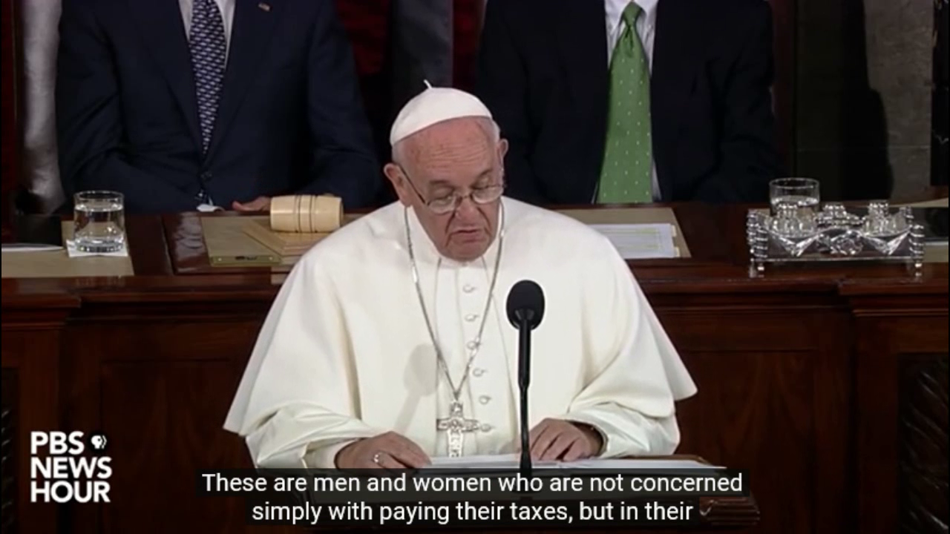 PBS
NEWS
HOUR
These are men and women who are not concerned
simply with paying their taxes, but in their